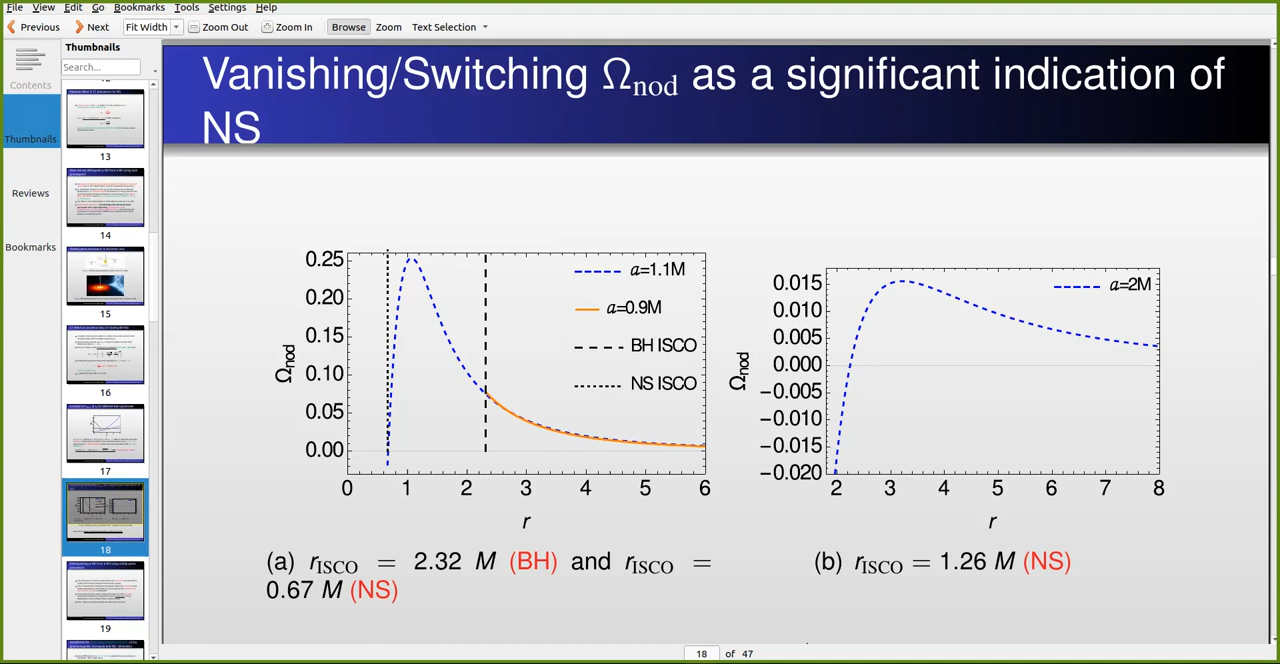 File View Edit Go Bookmarks Tools Settings Help
Previous Next Fit Width Zoom Out Zoom In Browse Zoom Text Selection
Thumbnails
Search...
Contents
Thumbnails
Reviews
Bookmarks
13
14
15
16
17
18
19
Vanishing/Switching Ωnod as a significant indication of
NS
0.25
0.20
0.15
0.10
0.05
0.00
Ωnod
0 1 2 3 4 5 6
r
a=1.1M
a=0.9M
BH ISCO
NS ISCO
(a) rISCO = 2.32 M (BH) and rISCO =
0.67 M (NS)
0.015
0.010
0.005
0.000
−0.005
−0.010
−0.015
−0.020
Ωnod
2 3 4 5 6 7 8
r
a=2M
(b) rISCO = 1.26 M (NS)
18 of 47